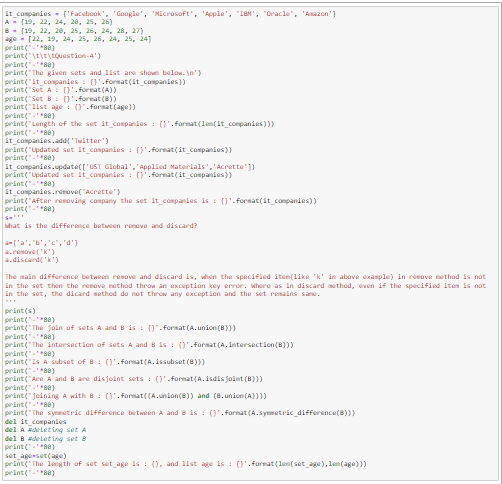 it_companies = {'Facebook', 'Google', 'Microsoft', 'Apple', 'IBM', 'Oracle', 'Amazon'}
A = {19, 22, 24, 20, 25, 26}
B = {19, 22, 20, 25, 26, 24, 28, 27}
age = [22, 19, 24, 25, 26, 24, 25, 24]
print('-'*80)
print('\t\t\tQuestion-4')
print('-'*80)
print('The given sets and list are shown below.\n')
print('it_companies : {}'.format(it_companies))
print('Set A : {}'.format(A))
print('Set B : {}'.format(B))
print('list age : {}'.format(age))
print('-'*80)
print('Length of the set it_companies : {}'.format(len(it_companies)))
print('-'*80)
it_companies.add('Twitter')
print('Updated set it_companies : {}'.format(it_companies))
print('-'*80)
it_companies.update(['UST Global','Applied Materials','Acrette'])
print('Updated set it_companies : {}'.format(it_companies))
print('-'*80)
it_companies.remove('Acrette')
print('After removing company the set it_companies is : {}'.format(it_companies))
print('-'*80)
s='''
What is the difference between remove and discard?
a={'a','b','c','d'}
a.remove('k')
a.discard('k')
The main difference between remove and discard is, when the specified item(like 'k' in above example) in remove method is not
in the set then the remove method throw an exception key error. Where as in discard method, even if the specified item is not
in the set, the dicard method do not throw any exception and the set remains same.
'''
print(s)
print('-'*80)
print('The join of sets A and B is : {}'.format(A.union(B)))
print('-'*80)
print('The intersection of sets A and B is : {}'.format(A.intersection(B)))
print('-'*80)
print('Is A subset of B : {}'.format(A.issubset(B)))
print('-'*80)
print('Are A and B are disjoint sets : {}'.format(A.isdisjoint(B)))
print('-'*80)
print('joining A with B : {}'.format((A.union(B)) and (B.union(A))))
print('-'*80)
print('The symmetric difference between A and B is : {}'.format(A.symmetric_difference(B)))
del it_companies
del A #deleting set A
del B #deleting set B
print('-'*80)
set_age=set(age)
print('The length of set set_age is : {}, and list age is : {}'.format(len(set_age),len(age)))
print('-'*80)